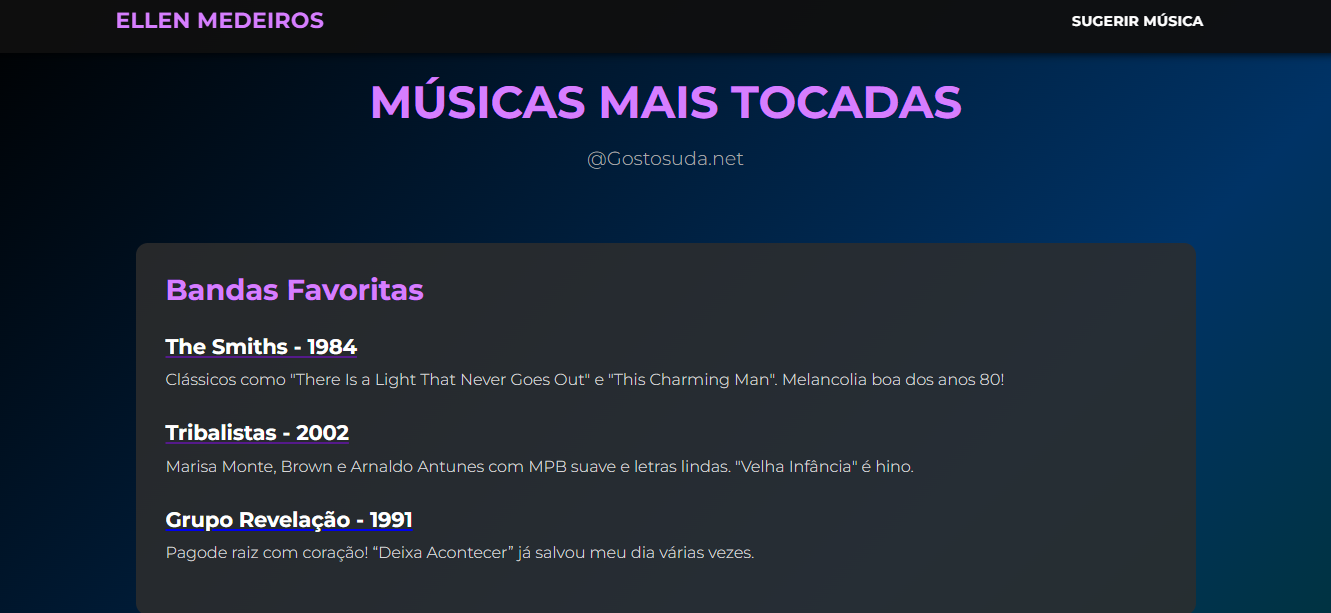 ELLEN MEDEIROS
SUGERIR MÚSICA
MÚSICAS MAIS TOCADAS
@Gostosuda.net
Bandas Favoritas
The Smiths - 1984
Clássicos como "There Is a Light That Never Goes Out" e "This Charming Man". Melancolia boa dos anos 80!
Tribalistas - 2002
Marisa Monte, Brown e Arnaldo Antunes com MPB suave e letras lindas. "Velha Infância" é hino.
Grupo Revelação - 1991
Pagode raiz com coração! “Deixa Acontecer” já salvou meu dia várias vezes.